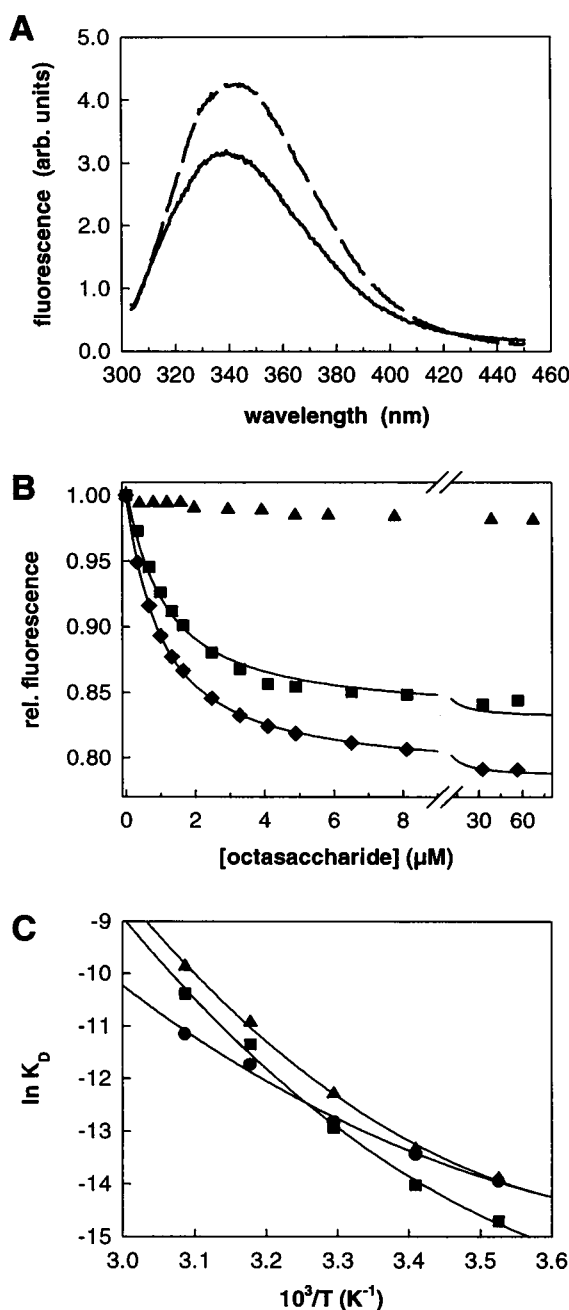 A
5.0
4.0
3.0
2.0
1.0
0.0
fluorescence (arb. units)
300 320 340 360 380 400 420 440 460
wavelength (nm)
B
1.00
0.95
0.90
0.85
0.80
rel. fluorescence
0 2 4 6 8 30 60
[octasaccharide] (µM)
C
-9
-10
-11
-12
-13
-14
-15
ln K_D
3.0 3.1 3.2 3.3 3.4 3.5 3.6
10³/T (K⁻¹)